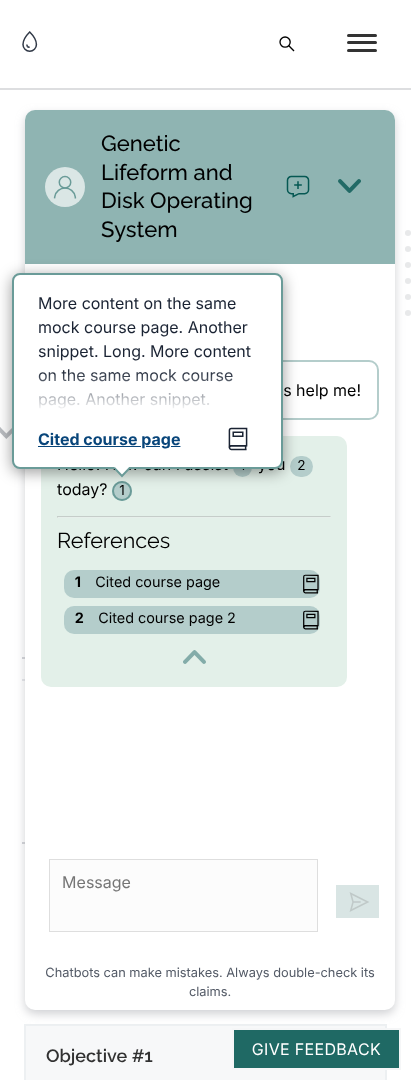 Genetic
Lifeform and
Disk Operating
System
More content on the same
mock course page. Another
snippet. Long. More content
on the same mock course
page. Another snippet.
Cited course page
help me!
you 2
today? 1
References
1 Cited course page
2 Cited course page 2
Message
Chatbots can make mistakes. Always double-check its
claims.
Objective #1
GIVE FEEDBACK